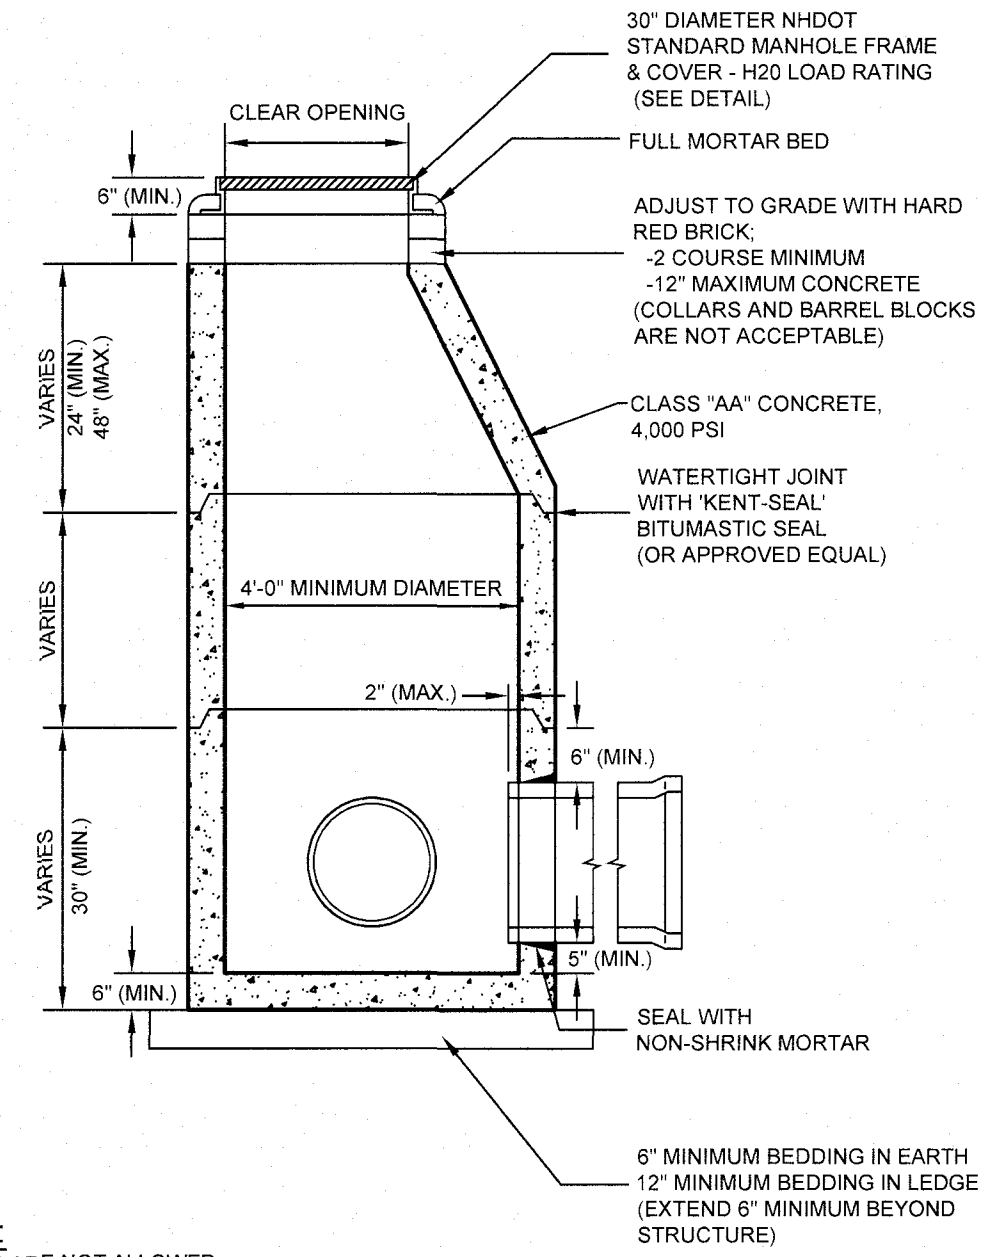 30" DIAMETER NHDOT
STANDARD MANHOLE FRAME
& COVER - H20 LOAD RATING
(SEE DETAIL)
CLEAR OPENING
FULL MORTAR BED
6" (MIN.)
ADJUST TO GRADE WITH HARD
RED BRICK;
-2 COURSE MINIMUM
-12" MAXIMUM CONCRETE
(COLLARS AND BARREL BLOCKS
ARE NOT ACCEPTABLE)
VARIES
24" (MIN.)
48" (MAX.)
CLASS "AA" CONCRETE,
4,000 PSI
WATERTIGHT JOINT
WITH 'KENT-SEAL'
BITUMASTIC SEAL
(OR APPROVED EQUAL)
VARIES
4'-0" MINIMUM DIAMETER
2" (MAX.)
6" (MIN.)
VARIES
30" (MIN.)
5" (MIN.)
6" (MIN.)
SEAL WITH
NON-SHRINK MORTAR
6" MINIMUM BEDDING IN EARTH
12" MINIMUM BEDDING IN LEDGE
(EXTEND 6" MINIMUM BEYOND
STRUCTURE)
NOT ALLOWED